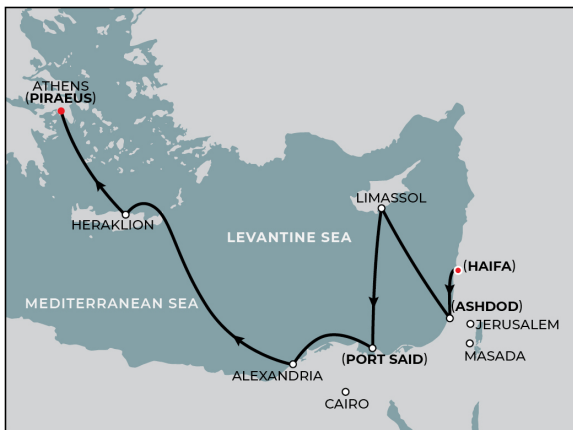 ATHENS
(PIRAEUS)
LIMASSOL
HERAKLION
LEVANTINE SEA
(HAIFA)
MEDITERRANEAN SEA
(ASHDOD)
JERUSALEM
(PORT SAID)
MASADA
ALEXANDRIA
CAIRO